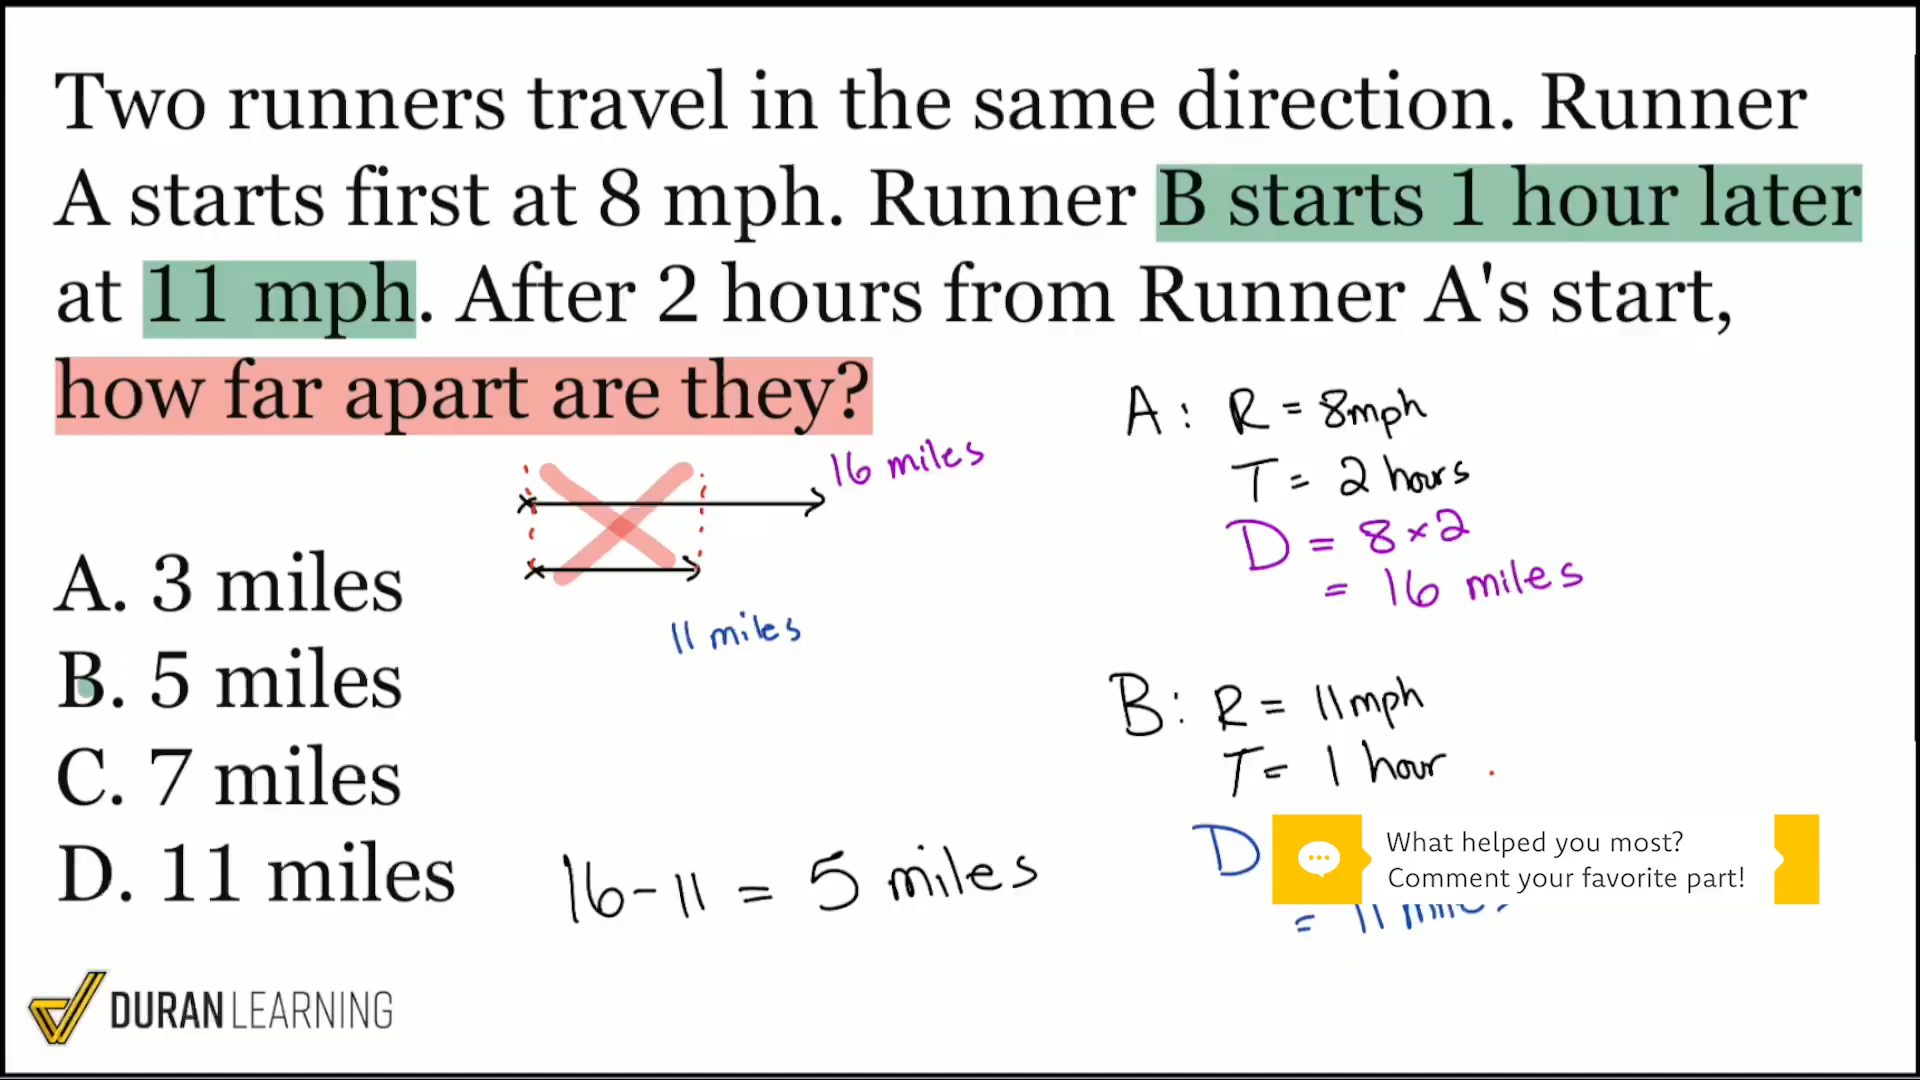 Two runners travel in the same direction. Runner
A starts first at 8 mph. Runner B starts 1 hour later
at 11 mph. After 2 hours from Runner A's start,
how far apart are they?
16 miles
11 miles
A. 3 miles
B. 5 miles
C. 7 miles
D. 11 miles
16-11 = 5 miles
A: R = 8mph
T = 2 hours
D = 8×2
= 16 miles
B: R = 11mph
T= 1 hour
D
= 11 miles
What helped you most?
Comment your favorite part!
DURAN LEARNING